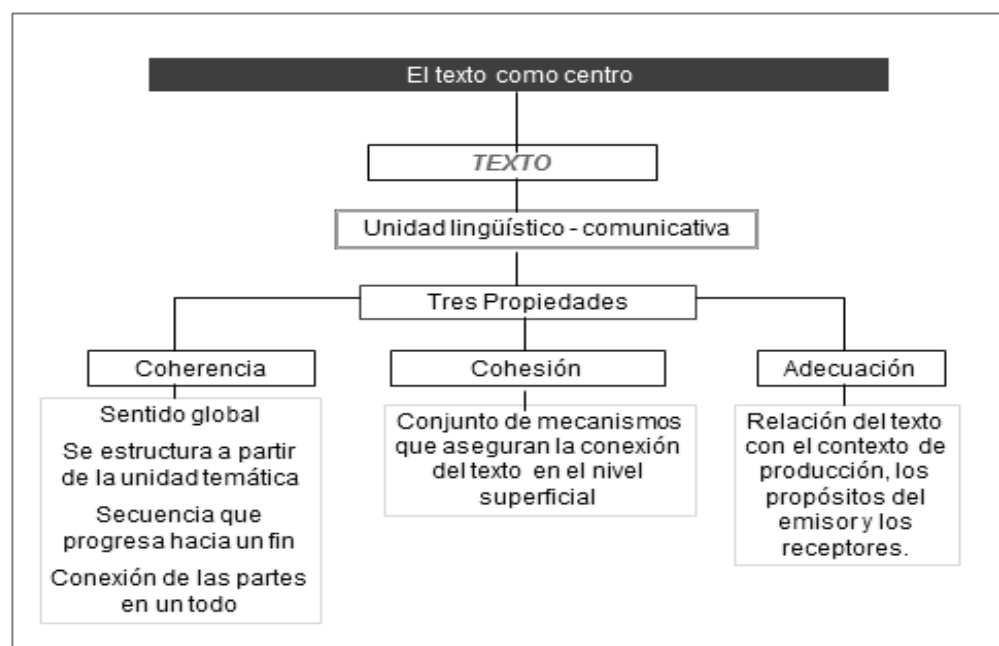 El texto como centro
TEXTO
Unidad lingüístico - comunicativa
Tres Propiedades
Coherencia
Sentido global
Se estructura a partir
de la unidad temática
Secuencia que
progresa hacia un fin
Conexión de las partes
en un todo
Cohesión
Conjunto de mecanismos
que aseguran la conexión
del texto en el nivel
superficial
Adecuación
Relación del texto
con el contexto de
producción, los
propósitos del
emisor y los
receptores.